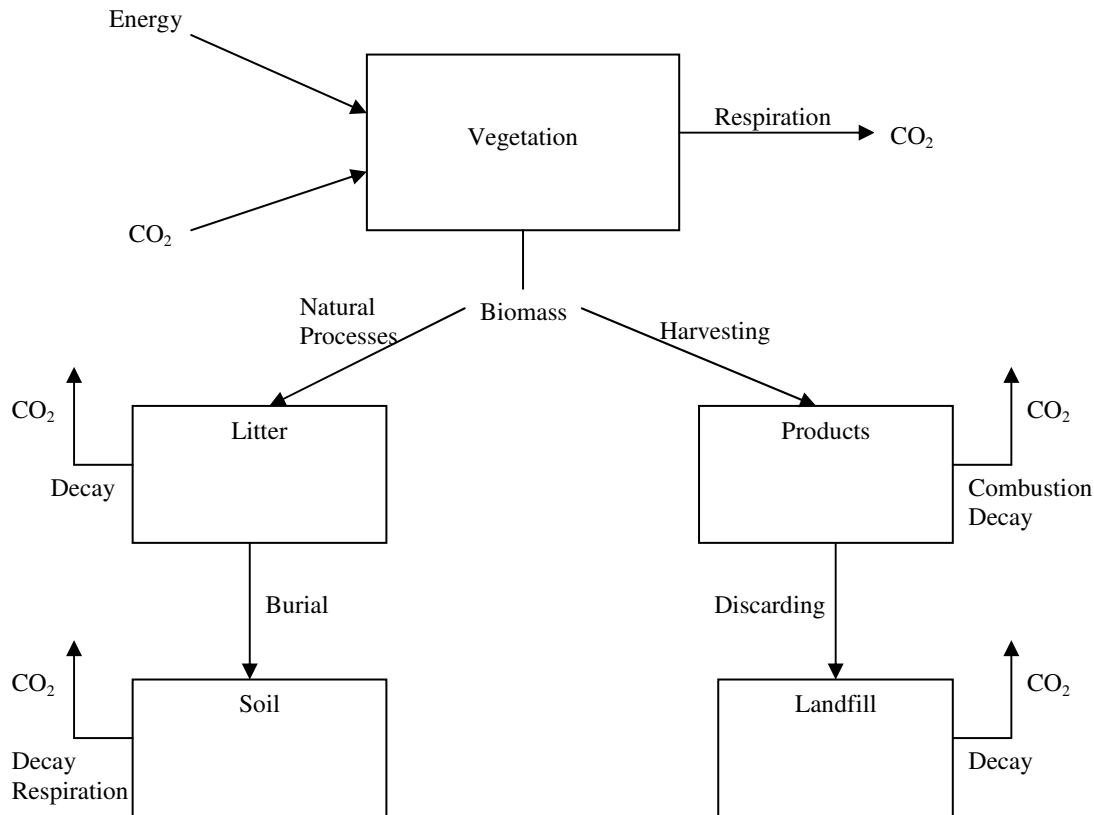 Energy
Vegetation
Respiration
CO₂
CO₂
Natural
Processes
Biomass
Harvesting
CO₂
Litter
Products
CO₂
Decay
Combustion
Decay
Burial
Discarding
CO₂
Soil
Landfill
CO₂
Decay
Respiration
Decay